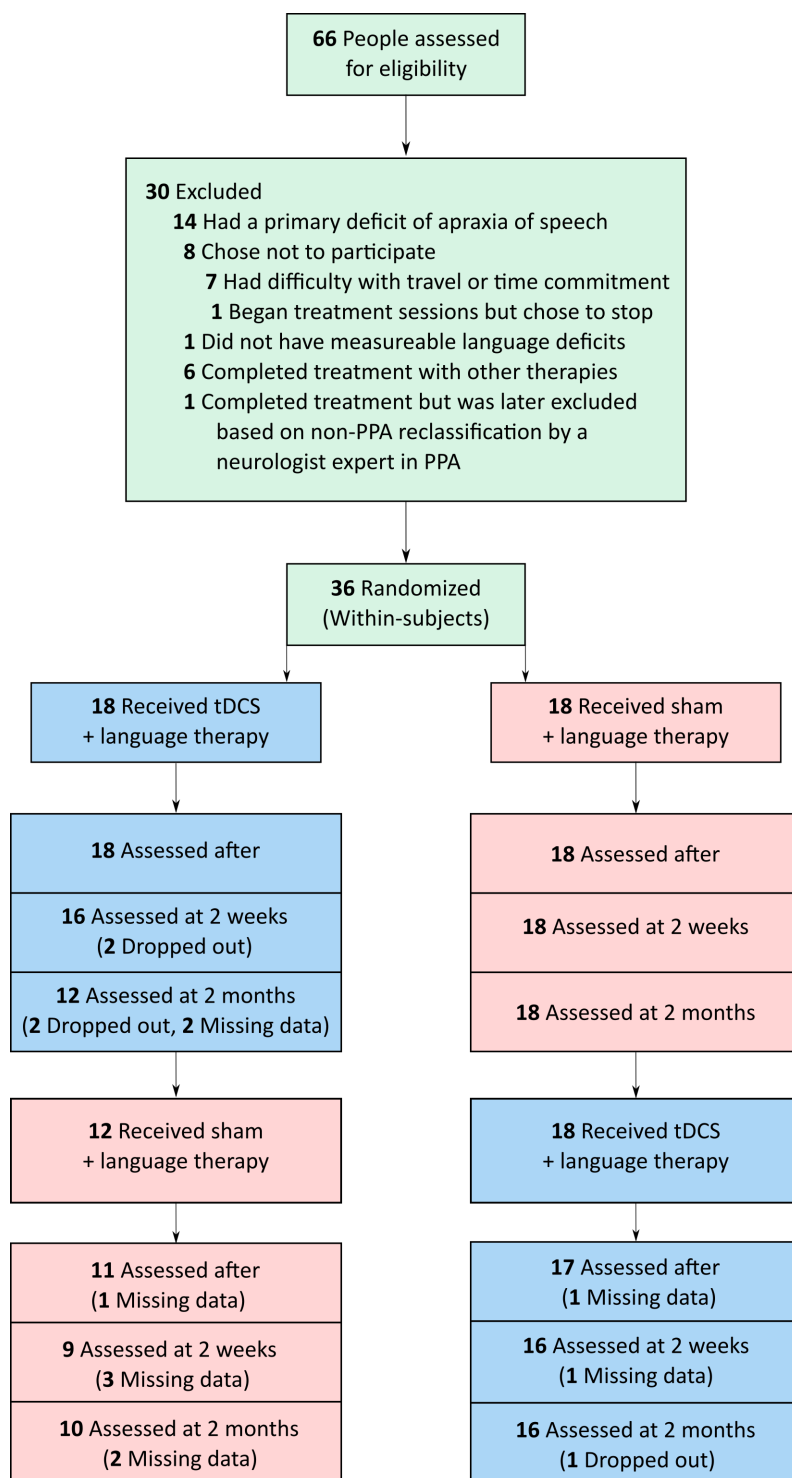 66 People assessed
for eligibility
30 Excluded
14 Had a primary deficit of apraxia of speech
8 Chose not to participate
7 Had difficulty with travel or time commitment
1 Began treatment sessions but chose to stop
1 Did not have measureable language deficits
6 Completed treatment with other therapies
1 Completed treatment but was later excluded
based on non-PPA reclassification by a
neurologist expert in PPA
36 Randomized
(Within-subjects)
18 Received tDCS
+ language therapy
18 Assessed after
16 Assessed at 2 weeks
(2 Dropped out)
12 Assessed at 2 months
(2 Dropped out, 2 Missing data)
12 Received sham
+ language therapy
11 Assessed after
(1 Missing data)
9 Assessed at 2 weeks
(3 Missing data)
10 Assessed at 2 months
(2 Missing data)
18 Received sham
+ language therapy
18 Assessed after
18 Assessed at 2 weeks
18 Assessed at 2 months
18 Received tDCS
+ language therapy
17 Assessed after
(1 Missing data)
16 Assessed at 2 weeks
(1 Missing data)
16 Assessed at 2 months
(1 Dropped out)